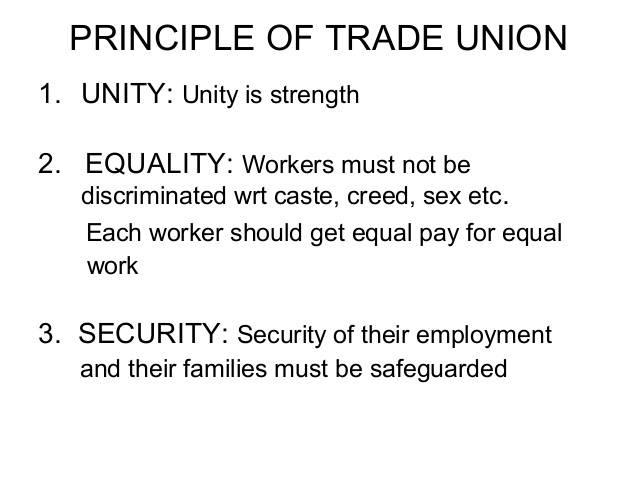 PRINCIPLE OF TRADE UNION
1. UNITY: Unity is strength
2. EQUALITY: Workers must not be
discriminated wrt caste, creed, sex etc.
Each worker should get equal pay for equal
work
3. SECURITY: Security of their employment
and their families must be safeguarded